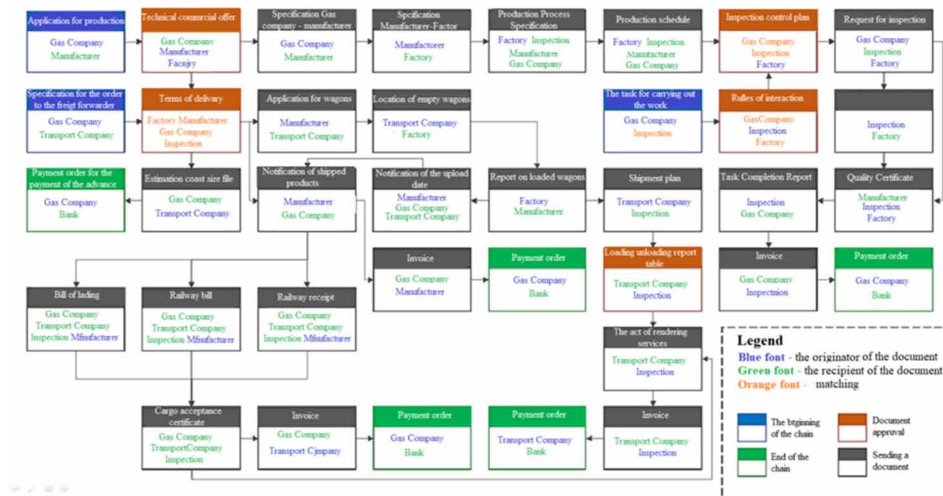 Application for production
Gas Company
Manufacturer
Technical commercial offer
Gas Company
Manufacturer
Specification Gas
company - manufacturer
Gas Company
Manufacturer
Spcification
Manufacturer-Factor
Manufactorer
Factory
Production Process
Specification
Factory Inspection
Manufacturer
Gas Company
Production schedule
Factory Inspection
Manufacturer
Gas Company
Inspection control plan
Gas Company
Inspection
Factory
Request for inspection
Gas Company
Inspection
Factory
Specification for the order
to the freigt forwarder
Gas Company
Transport Company
Terms of delivary
Factory Manufacturer
Gas Company
Inspection
Application for wagons
Manufacturer
Transport Company
Location of empty wagons
Transport Company
Factory
The task for carrying out
the work
Gas Company
Inspection
Rulles of interaction
GasCompany
Inspection
Factory
Inspection
Factory
Payment order for the
payment of the advance
Gas Company
Bank
Estimation coast size file
Gas Company
Transport Company
Notification of shipped
products
Manufacturer
Gas Company
Notification of the upload
date
Manufacturer
Gas Company
Transport Company
Report on loaded wagons
Factory
Manufacturer
Shipment plan
Transport Company
Inspection
Task Completion Report
Inspection
Gas Company
Quality Certificate
Manufacturer
Inspection
Factory
Invoice
Gas Company
Manufacturer
Payment order
Gas Company
Bank
Loading unloading report
table
Transport Company
Inspection
Invoice
Gas Company
Inspectnion
Payment order
Gas Company
Bank
Bill of lading
Gas Company
Transport Company
Inspection Mfnufacturer
Railway bill
Gas Company
Transport Company
Inspection Mfnufacturer
Railway receipt
Gas Company
Transport Company
Inspection Mfnufacturer
The act of rendering
services
Transport Company
Inspection
Cargo acceptance
certificate
Gas Company
TransportCompany
Inspection
Invoice
Gas Company
Transport Cjmpany
Payment order
Gas Company
Bank
Payment order
Transport Company
Bank
Invoice
Transport Company
Inspection
Legend
Blue font - the originator of the document
Green font - the recipient of the document
Orange font - matching
The btginning
of the chain
Document
appruval
End of the
chain
Sending a
document